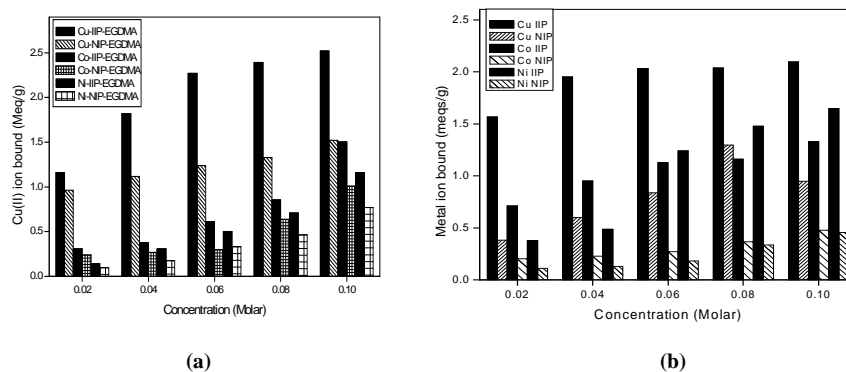 (a)
Cu(II) ion bound (Meq/g)
2.5
2.0
1.5
1.0
0.5
0.0
Cu-IIP-EGDMA
Cu-NIP-EGDMA
Co-IIP-EGDMA
Co-NIP-EGDMA
Ni-IIP-EGDMA
Ni-NIP-EGDMA
0.02 0.04 0.06 0.08 0.10
Concentration (Molar)
(b)
Metal ion bound (meqs/g)
2.5
2.0
1.5
1.0
0.5
0.0
Cu IIP
Cu NIP
Co IIP
Co NIP
Ni IIP
Ni NIP
0.02 0.04 0.06 0.08 0.10
Concentration (Molar)